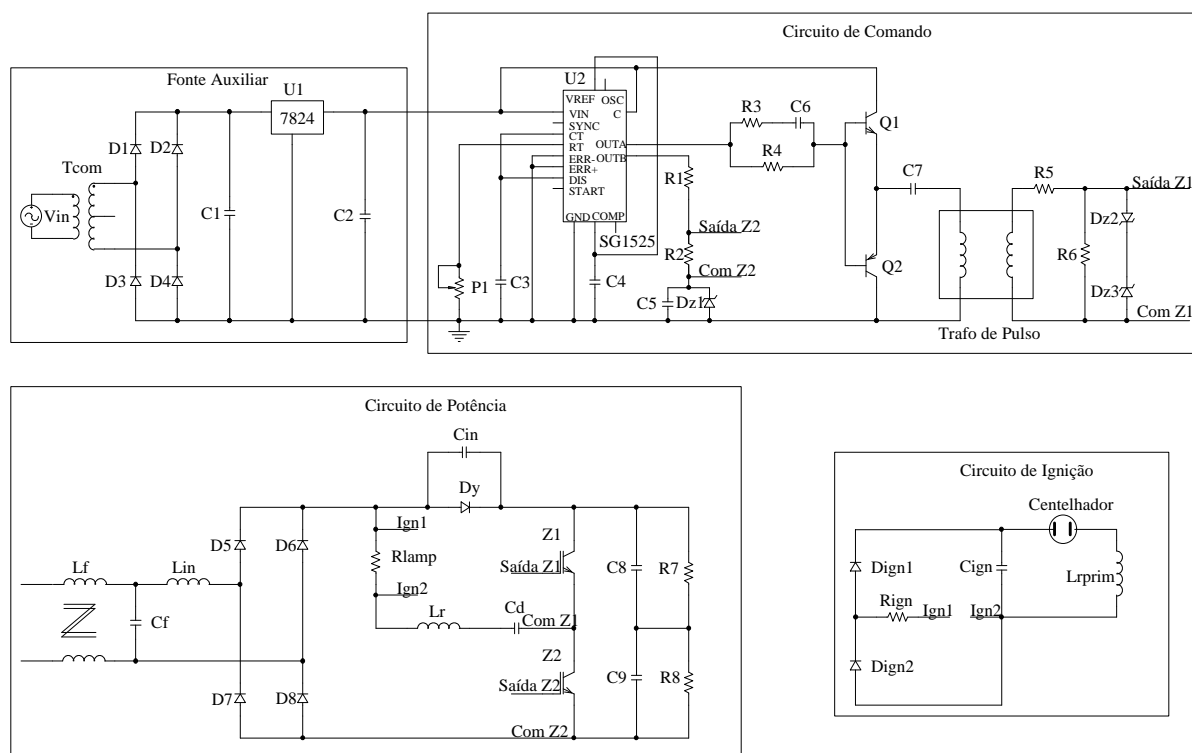 Circuito de Comando
Fonte Auxiliar
U1
7824
D1
D2
Tcom
Vin
C1
C2
D3
D4
U2
VREF
OSC
VIN
C
SYNC
CT
RT
OUTA
ERR-
OUTB
ERR+
DIS
START
GND
COMP
SG1525
P1
C3
C4
R1
Saída Z2
R2
Com Z2
C5
Dz1
R3
C6
R4
Q1
C7
Q2
R5
Saída Z1
Dz2
R6
Dz3
Com Z1
Trafo de Pulso
Circuito de Potência
Cin
Dy
Ign1
Z1
D5
D6
Rlamp
Saída Z1
C8
R7
Lf
Lin
Ign2
Lr
Cd
Com Z1
Cf
Z2
Saída Z2
C9
R8
D7
D8
Com Z2
Circuito de Ignição
Centelhador
Dign1
Cign
Lrprim
Rign
Ign1
Ign2
Dign2